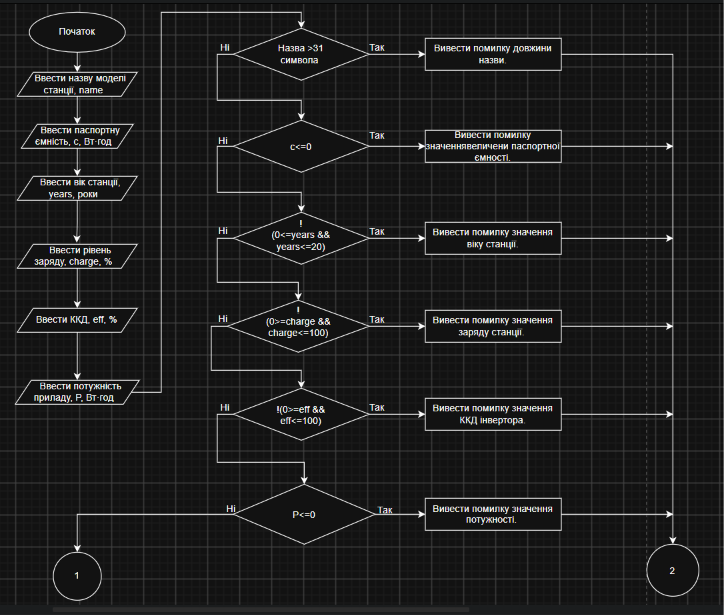 Початок
Ввести назву моделі
станції, name
Ввести паспортну
ємність, c, Вт·год
Ввести вік станції,
years, роки
Ввести рівень
заряду, charge, %
Ввести ККД, eff, %
Ввести потужність
приладу, P, Вт·год
Ні
Назва >31
символа
Так
Вивести помилку довжини
назви.
Ні
c<=0
Так
Вивести помилку
значеннявеличени паспортної
ємності.
Ні
!
(0<=years &&
years<=20)
Так
Вивести помилку значення
віку станції.
Ні
!
(0>=charge &&
charge<=100)
Так
Вивести помилку значення
заряду станції.
Ні
!(0>=eff &&
eff<=100)
Так
Вивести помилку значення
ККД інвертора.
Ні
P<=0
Так
Вивести помилку значення
потужності.
1
2